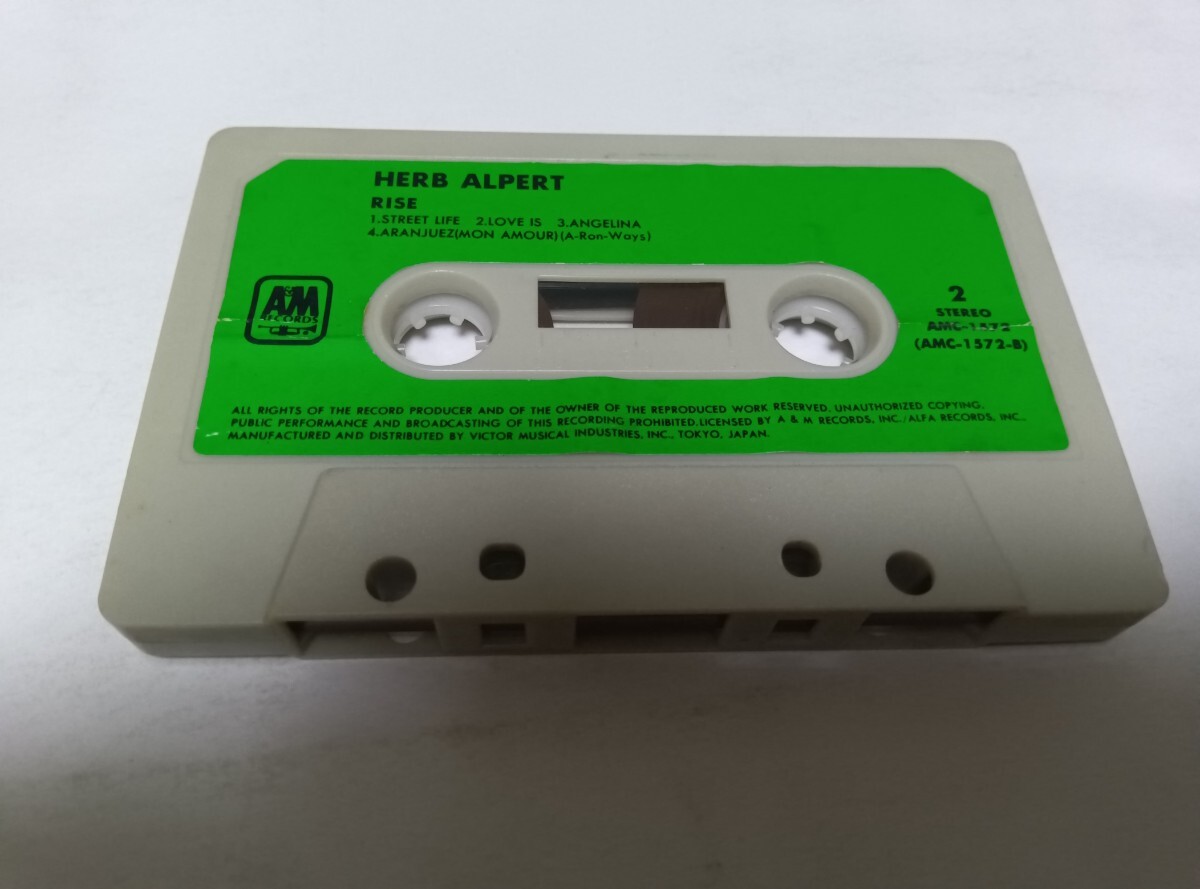 HERB ALPERT
RISE
1.STREET LIFE 2.LOVE IS 3.ANGELINA
4.ARANJUEZ(MON AMOUR)(A-Ron-Ways)
A&M
RECORDS
2
STEREO
AMC-1572
(AMC-1572-B)
ALL RIGHTS OF THE RECORD PRODUCER AND OF THE OWNER OF THE REPRODUCED WORK RESERVED. UNAUTHORIZED COPYING,
PUBLIC PERFORMANCE AND BROADCASTING OF THIS RECORDING PROHIBITED.LICENSED BY A & M RECORDS, INC./ALFA RECORDS, INC.,
MANUFACTURED AND DISTRIBUTED BY VICTOR MUSICAL INDUSTRIES, INC., TOKYO, JAPAN.